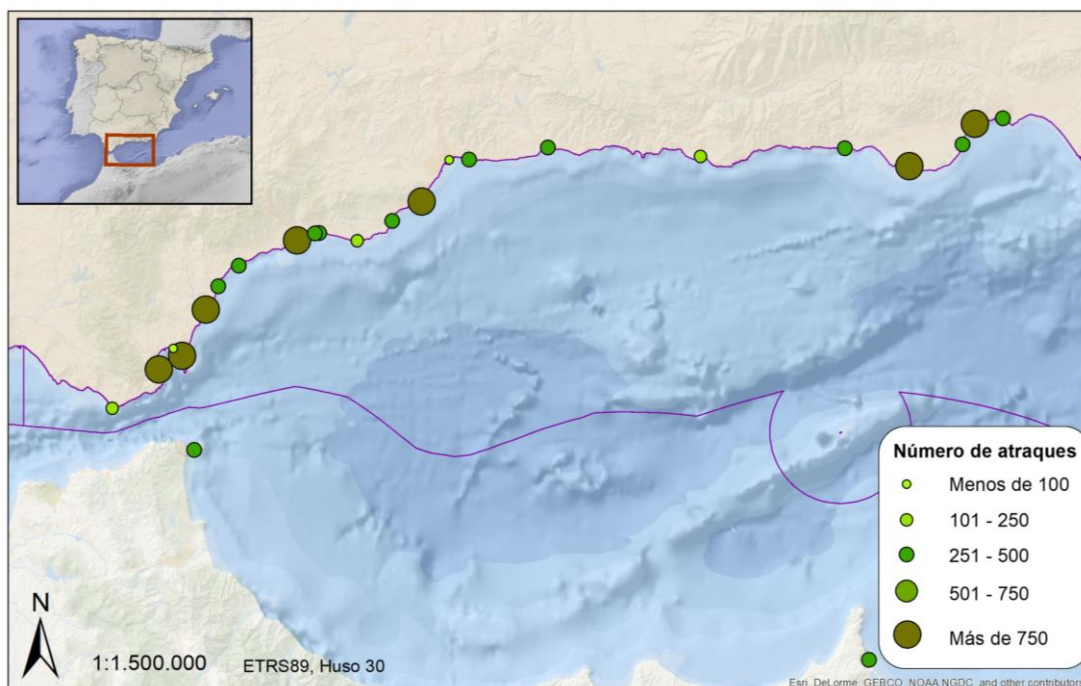 Número de atraques
Menos de 100
101 - 250
251 - 500
501 - 750
Más de 750
N
1:1.500.000
ETRS89, Huso 30
Esri, DeLorme, GEBCO, NOAA NGDC, and other contributors